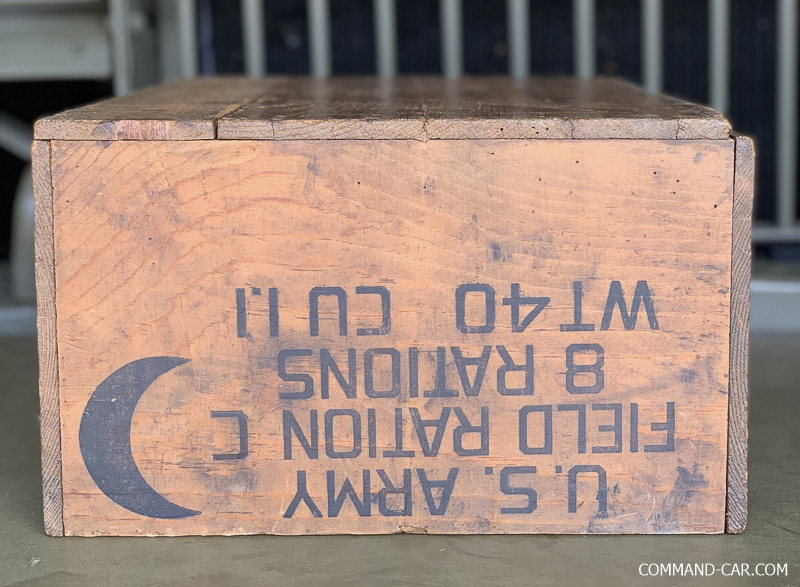 U.S. ARMY
FIELD RATION C
8 RATIONS
WT 40 CU. 1.1
COMMAND-CAR.COM